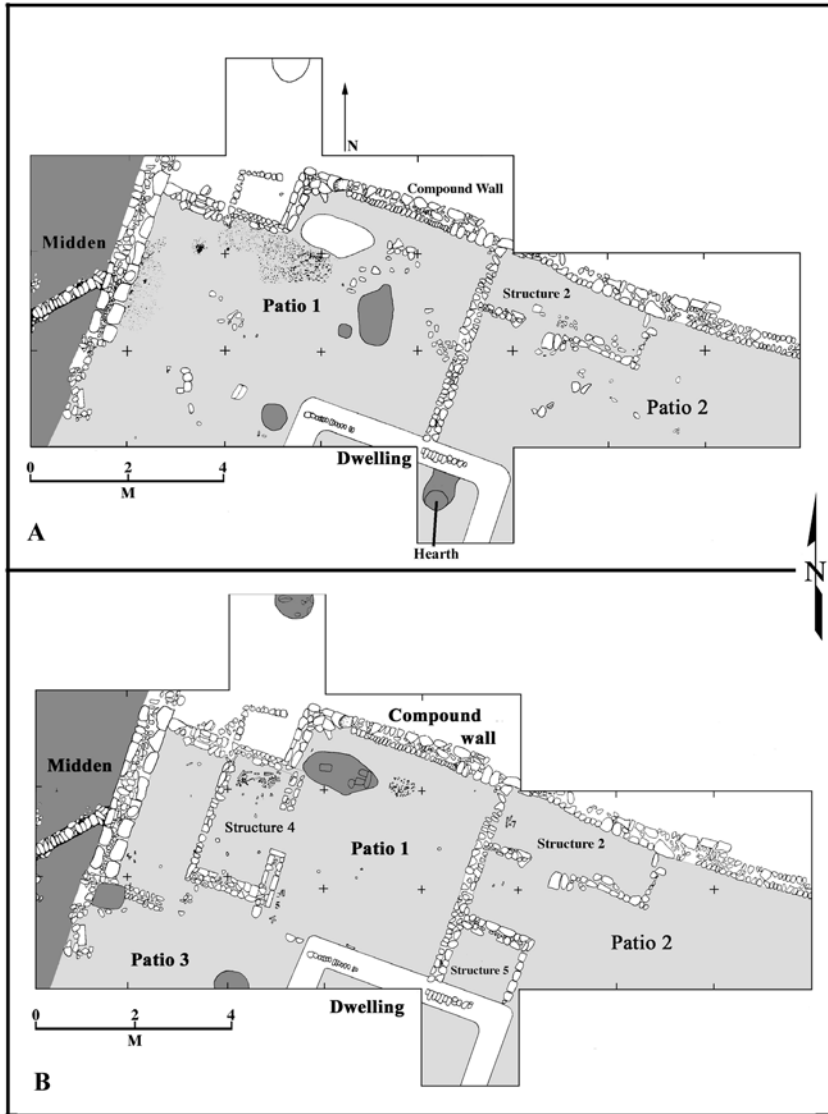 N
Compound Wall
Midden
Structure 2
Patio 1
Patio 2
0 2 4
M
Dwelling
Hearth
A
N
Compound
wall
Midden
Structure 4
Structure 2
Patio 1
Patio 2
Patio 3
Structure 5
0 2 4
M
Dwelling
B